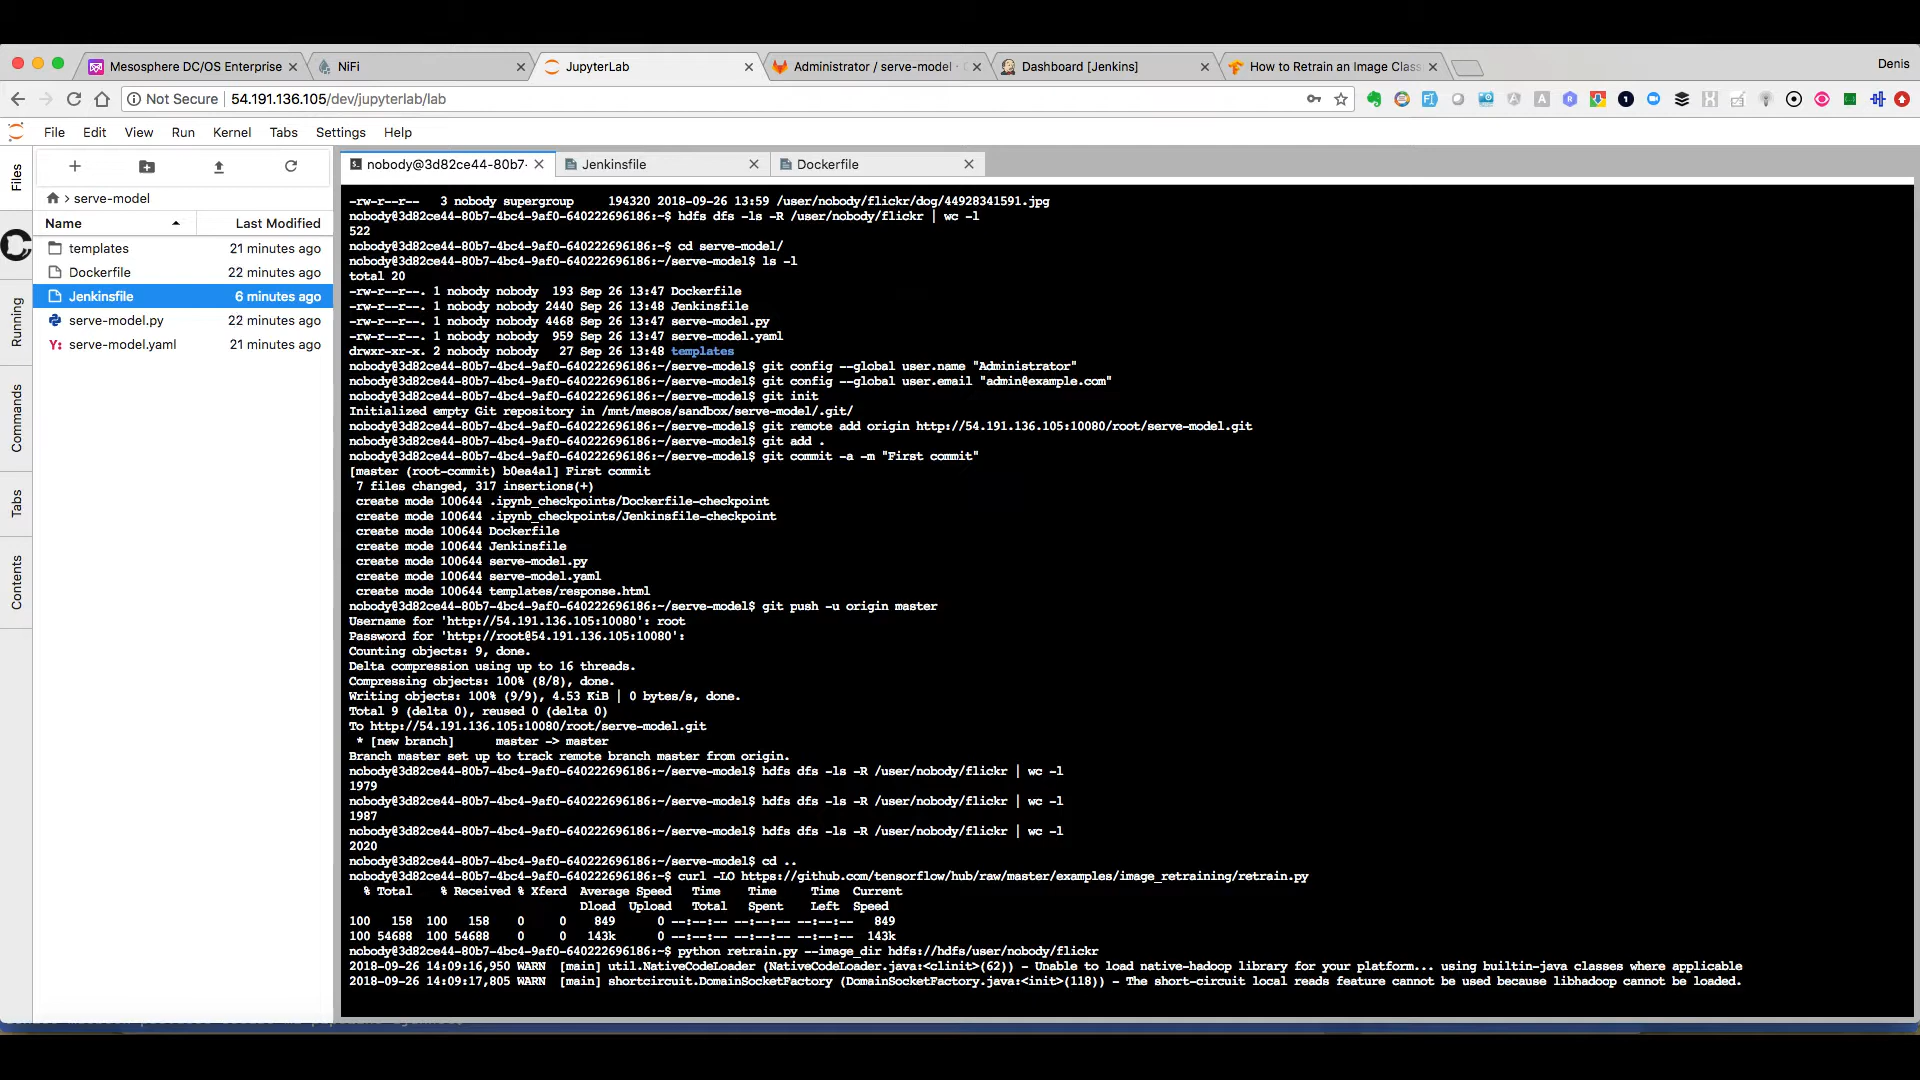 Mesosphere DC/OS Enterprise
NiFi
JupyterLab
Administrator / serve-model ·
Dashboard [Jenkins]
How to Retrain an Image Class
Denis
Not Secure 54.191.136.105/dev/jupyterlab/lab
File Edit View Run Kernel Tabs Settings Help
Files
Running
Commands
Tabs
Contents
> serve-model
Name Last Modified
templates 21 minutes ago
Dockerfile 22 minutes ago
Jenkinsfile 6 minutes ago
serve-model.py 22 minutes ago
Y: serve-model.yaml 21 minutes ago
nobody@3d82ce44-80b7- Jenkinsfile Dockerfile
-rw-r--r-- 3 nobody supergroup 194320 2018-09-26 13:59 /user/nobody/flickr/dog/44928341591.jpg
nobody@3d82ce44-80b7-4bc4-9af0-640222696186:~$ hdfs dfs -ls -R /user/nobody/flickr | wc -l
522
nobody@3d82ce44-80b7-4bc4-9af0-640222696186:~$ cd serve-model/
nobody@3d82ce44-80b7-4bc4-9af0-640222696186:~/serve-model$ ls -l
total 20
-rw-r--r--. 1 nobody nobody 193 Sep 26 13:47 Dockerfile
-rw-r--r--. 1 nobody nobody 2440 Sep 26 13:48 Jenkinsfile
-rw-r--r--. 1 nobody nobody 4468 Sep 26 13:47 serve-model.py
-rw-r--r--. 1 nobody nobody 959 Sep 26 13:47 serve-model.yaml
drwxr-xr-x. 2 nobody nobody 27 Sep 26 13:48 templates
nobody@3d82ce44-80b7-4bc4-9af0-640222696186:~/serve-model$ git config --global user.name "Administrator"
nobody@3d82ce44-80b7-4bc4-9af0-640222696186:~/serve-model$ git config --global user.email "admin@example.com"
nobody@3d82ce44-80b7-4bc4-9af0-640222696186:~/serve-model$ git init
Initialized empty Git repository in /mnt/mesos/sandbox/serve-model/.git/
nobody@3d82ce44-80b7-4bc4-9af0-640222696186:~/serve-model$ git remote add origin http://54.191.136.105:10080/root/serve-model.git
nobody@3d82ce44-80b7-4bc4-9af0-640222696186:~/serve-model$ git add .
nobody@3d82ce44-80b7-4bc4-9af0-640222696186:~/serve-model$ git commit -a -m "First commit"
[master (root-commit) b0ea4a1] First commit
7 files changed, 317 insertions(+)
create mode 100644 .ipynb_checkpoints/Dockerfile-checkpoint
create mode 100644 .ipynb_checkpoints/Jenkinsfile-checkpoint
create mode 100644 Dockerfile
create mode 100644 Jenkinsfile
create mode 100644 serve-model.py
create mode 100644 serve-model.yaml
create mode 100644 templates/response.html
nobody@3d82ce44-80b7-4bc4-9af0-640222696186:~/serve-model$ git push -u origin master
Username for 'http://54.191.136.105:10080': root
Password for 'http://root@54.191.136.105:10080':
Counting objects: 9, done.
Delta compression using up to 16 threads.
Compressing objects: 100% (8/8), done.
Writing objects: 100% (9/9), 4.53 KiB | 0 bytes/s, done.
Total 9 (delta 0), reused 0 (delta 0)
To http://54.191.136.105:10080/root/serve-model.git
* [new branch] master -> master
Branch master set up to track remote branch master from origin.
nobody@3d82ce44-80b7-4bc4-9af0-640222696186:~/serve-model$ hdfs dfs -ls -R /user/nobody/flickr | wc -l
1979
nobody@3d82ce44-80b7-4bc4-9af0-640222696186:~/serve-model$ hdfs dfs -ls -R /user/nobody/flickr | wc -l
1987
nobody@3d82ce44-80b7-4bc4-9af0-640222696186:~/serve-model$ hdfs dfs -ls -R /user/nobody/flickr | wc -l
2020
nobody@3d82ce44-80b7-4bc4-9af0-640222696186:~/serve-model$ cd ..
nobody@3d82ce44-80b7-4bc4-9af0-640222696186:~$ curl -LO https://github.com/tensorflow/hub/raw/master/examples/image_retraining/retrain.py
% Total % Received % Xferd Average Speed Time Time Time Current
Dload Upload Total Spent Left Speed
100 158 100 158 0 0 849 0 --:--:-- --:--:-- --:--:-- 849
100 54688 100 54688 0 0 143k 0 --:--:-- --:--:-- --:--:-- 143k
nobody@3d82ce44-80b7-4bc4-9af0-640222696186:~$ python retrain.py --image_dir hdfs://hdfs/user/nobody/flickr
2018-09-26 14:09:16,950 WARN [main] util.NativeCodeLoader (NativeCodeLoader.java:<clinit>(62)) - Unable to load native-hadoop library for your platform... using builtin-java classes where applicable
2018-09-26 14:09:17,805 WARN [main] shortcircuit.DomainSocketFactory (DomainSocketFactory.java:<init>(118)) - The short-circuit local reads feature cannot be used because libhadoop cannot be loaded.